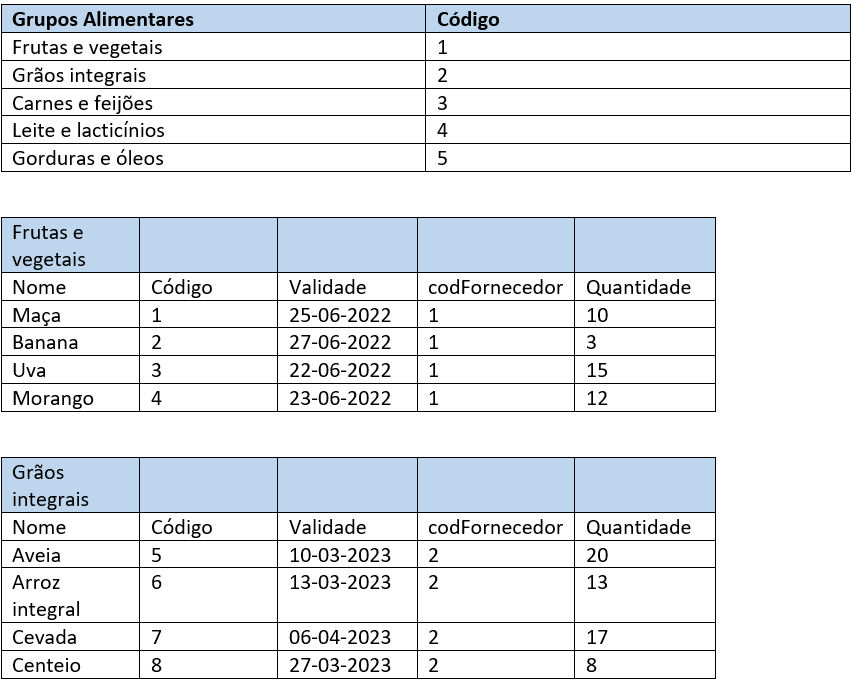 Grupos Alimentares Código
Frutas e vegetais 1
Grãos integrais 2
Carnes e feijões 3
Leite e lacticínios 4
Gorduras e óleos 5
Frutas e
vegetais
Nome Código Validade codFornecedor Quantidade
Maça 1 25-06-2022 1 10
Banana 2 27-06-2022 1 3
Uva 3 22-06-2022 1 15
Morango 4 23-06-2022 1 12
Grãos
integrais
Nome Código Validade codFornecedor Quantidade
Aveia 5 10-03-2023 2 20
Arroz 6 13-03-2023 2 13
integral
Cevada 7 06-04-2023 2 17
Centeio 8 27-03-2023 2 8